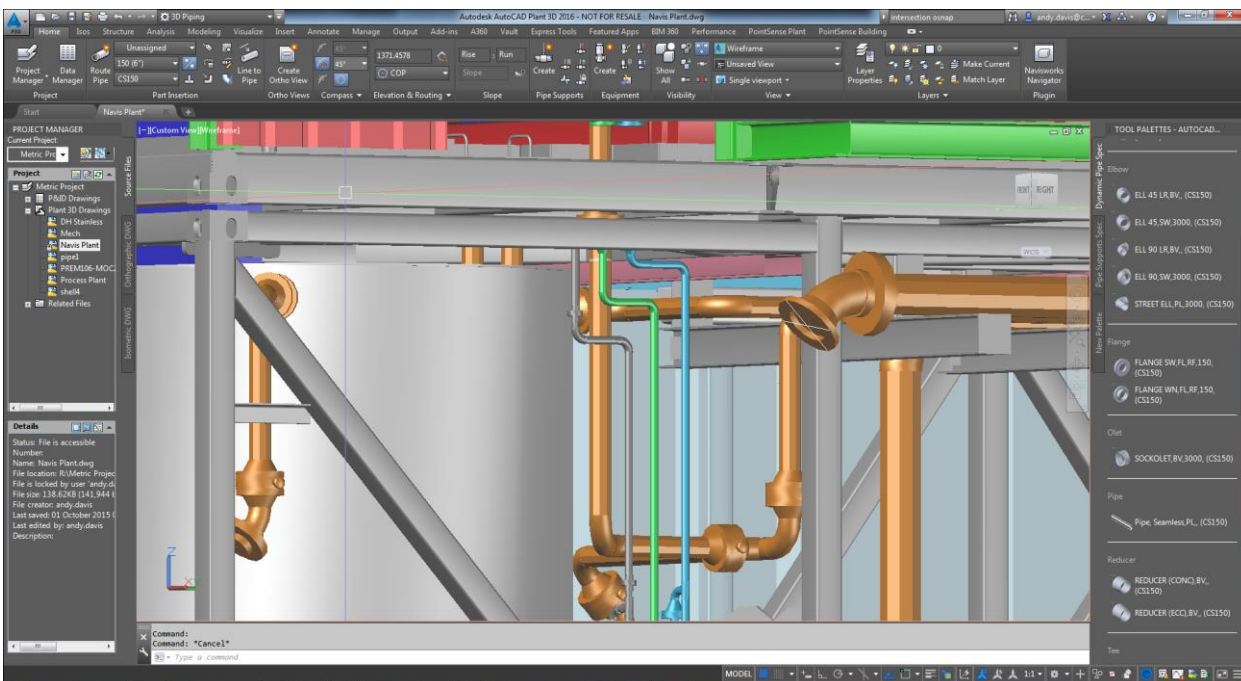 3D Piping
Autodesk AutoCAD Plant 3D 2016 - NOT FOR RESALE   Navis Plant.dwg
intersection osnap
andy.davis@c...
Home Isos Structure Analysis Modeling Visualize Insert Annotate Manage Output Add-ins A360 Vault Express Tools Featured Apps BIM 360 Performance PointSense Plant PointSense Building
Project Manager
Data Manager
Route Pipe
Unassigned
150 (6")
CS150
Line to Pipe
Create Ortho View
45°
45°
1371.4578
COP
Rise
Run
Slope
Create
Create
Show All
Wireframe
Unsaved View
Single viewport
Layer Properties
0
Make Current
Match Layer
Navisworks Navigator
Project Part Insertion Ortho Views Compass Elevation & Routing Slope Pipe Supports Equipment Visibility View Layers Plugin
Start
Navis Plant*
PROJECT MANAGER
Current Project:
Metric Prc
Project
Metric Project
P&ID Drawings
Plant 3D Drawings
DH Stainless
Mech
Navis Plant
pipe1
PREM106-MOC
Process Plant
shell4
Related Files
Source Files
Orthographic DWG
Isometric DWG
Details
Status: File is accessible
Number:
Name: Navis Plant.dwg
File location: R:\Metric Projec
File is locked by user 'andy.d
File size: 138.62KB (141,944 b
File creator: andy.davis
Last saved: 01 October 2015 (
Last edited by: andy.davis
Description:
[−][Custom View][Wireframe]
FRONT
RIGHT
WCS
Z
X
Command:
Command: *Cancel*
Type a command
MODEL
1:1
TOOL PALETTES - AUTOCAD...
Dynamic Pipe Spec
Pipe Supports Spec
New Palette
Elbow
ELL 45 LR,BV,, (CS150)
ELL 45,SW,3000, (CS150)
ELL 90 LR,,BV,, (CS150)
ELL 90,SW,3000, (CS150)
STREET ELL,PL,3000, (CS150)
Flange
FLANGE SW,FL,RF,150,
(CS150)
FLANGE WN,FL,RF,150,
(CS150)
Olet
SOCKOLET,BV,3000, (CS150)
Pipe
Pipe, Seamless,PL,, (CS150)
Reducer
REDUCER (CONC),BV,,
(CS150)
REDUCER (ECC),BV,, (CS150)
Tee